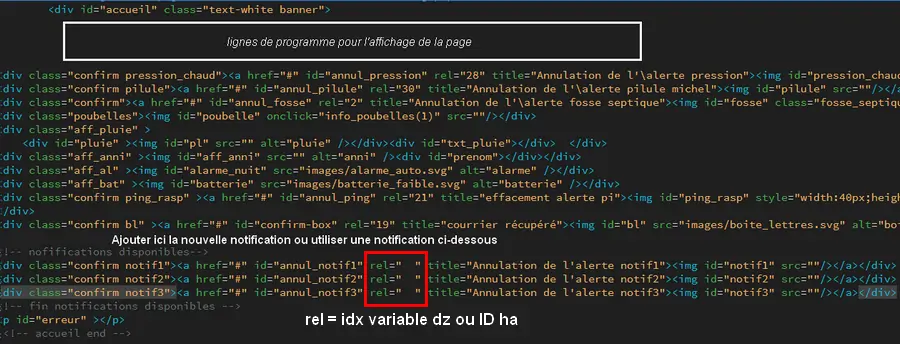 <div id="accueil" class="text-white banner">
lignes de programme pour l'affichage de la page
div class="confirm pression_chaud"><a href="#" id="annul_pression" rel="28" title="Annulation de l'\alerte pression"><img id="pression_chaud
div class="confirm pilule"><a href="#" id="annul_pilule" rel="30" title="Annulation de l'\alerte pilule michel"><img id="pilule" src=""/></a
div class="confirm"><a href="#" id="annul_fosse" rel="2" title="Annulation de l'\alerte fosse septique"><img id="fosse" class="fosse_septiq
div class="poubelles"><img id="poubelle" onclick="info_poubelles(1)" src=""/></div>
div class="aff_pluie" >
<div id="pluie" ><img id="pl" src="" alt="pluie" /></div><div id="txt_pluie"></div> </div>
div class="aff_anni" ><img id="aff_anni" src="" alt="anni" /><div id="prenom"></div></div>
div class="aff_al" ><img id="alarme_nuit" src="images/alarme_auto.svg" alt="alarme" /></div>
div class="aff_bat" ><img id="batterie" src="images/batterie_faible.svg" alt="batterie" /></div>
div class="confirm ping_rasp" ><a href="#" id="annul_ping" rel="21" title="effacement alerte pi"><img id="ping_rasp" style="width:40px;heigh
/div>
div class="confirm bl" ><a href="#" id="confirm-box" rel="19" title="courrier récupéré"><img id="bl" src="images/boite_lettres.svg" alt="boi
Ajouter ici la nouvelle notification ou utiliser une notification ci-dessous
!-- nofifications disponibles-->
div class="confirm notif1"><a href="#" id="annul_notif1" rel=" " title="Annulation de l'alerte notif1"><img id="notif1" src=""/></a></div>
div class="confirm notif2"><a href="#" id="annul_notif2" rel=" " title="Annulation de l'alerte notif2"><img id="notif2" src=""/></a></div>
div class="confirm notif3"><a href="#" id="annul_notif3" rel=" " title="Annulation de l'alerte notif3"><img id="notif3" src=""/></a></div>
!-- fin notifications disponibles -->
rel = idx variable dz ou ID ha
p id="erreur" ></p>
!-- accueil end -->